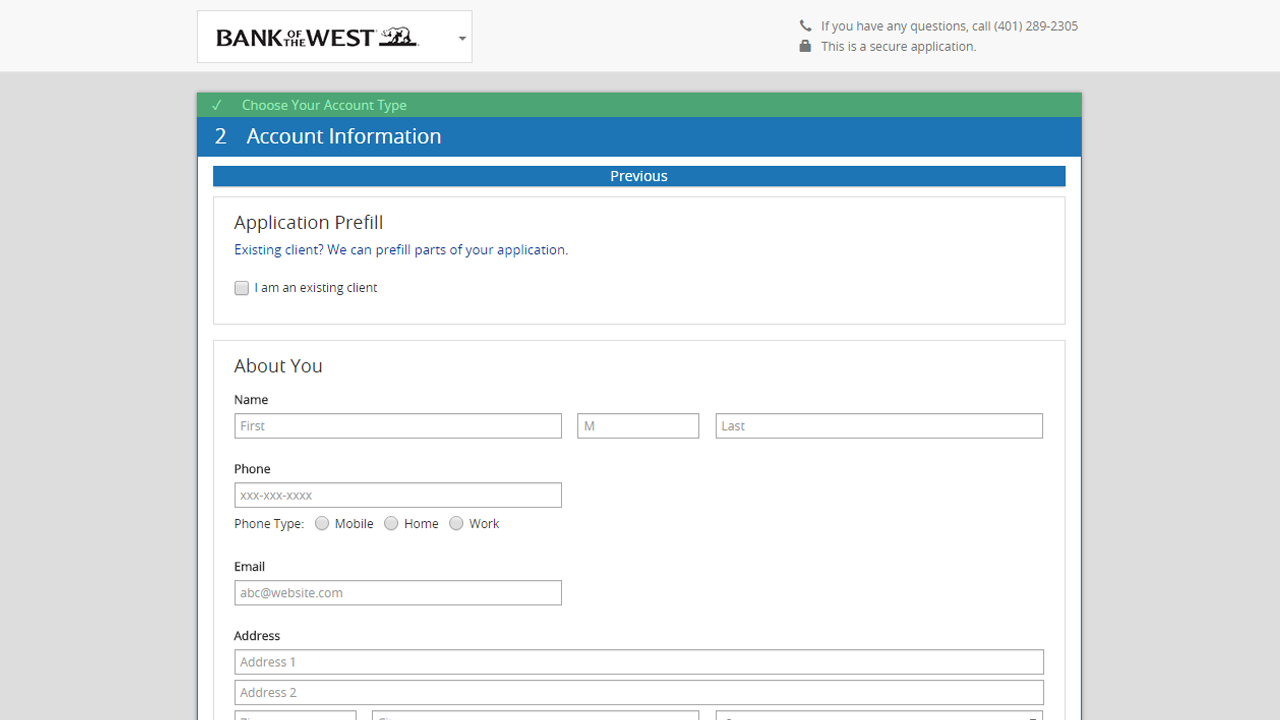 BANK OF THE WEST
If you have any questions, call (401) 289-2305
This is a secure application.
✓ Choose Your Account Type
2 Account Information
Previous
Application Prefill
Existing client? We can prefill parts of your application.
I am an existing client
About You
Name
First M Last
Phone
xxx-xxx-xxxx
Phone Type: Mobile Home Work
Email
abc@website.com
Address
Address 1
Address 2